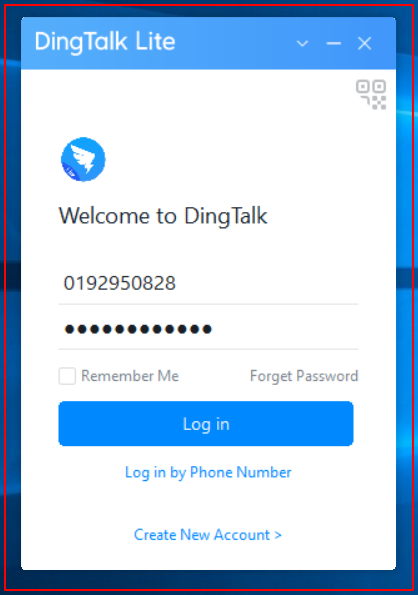 DingTalk Lite
Welcome to DingTalk
0192950828
●●●●●●●●●●●●
Remember Me Forget Password
Log in
Log in by Phone Number
Create New Account >